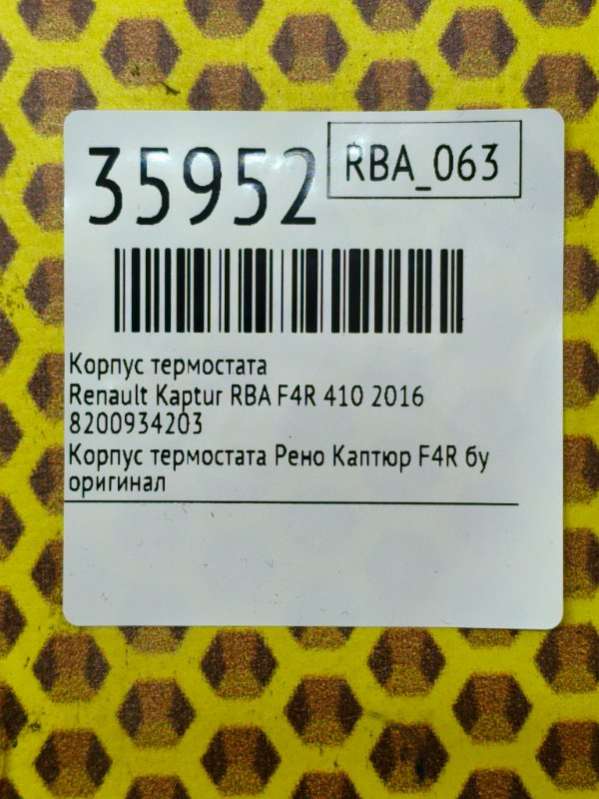 35952
RBA_063
Корпус термостата
Renault Kaptur RBA F4R 410 2016
8200934203
Корпус термостата Рено Каптюр F4R бу
оригинал